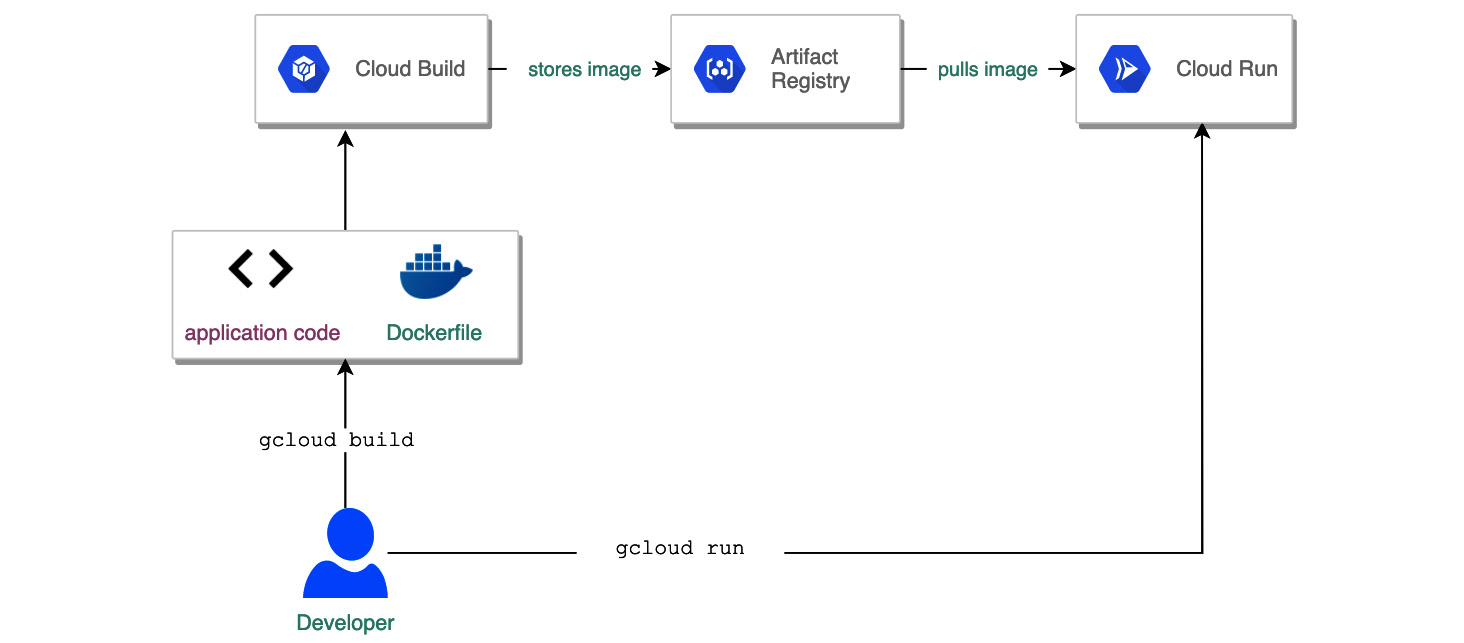 Cloud Build
stores image
Artifact
Registry
pulls image
Cloud Run
application code
Dockerfile
gcloud build
gcloud run
Developer